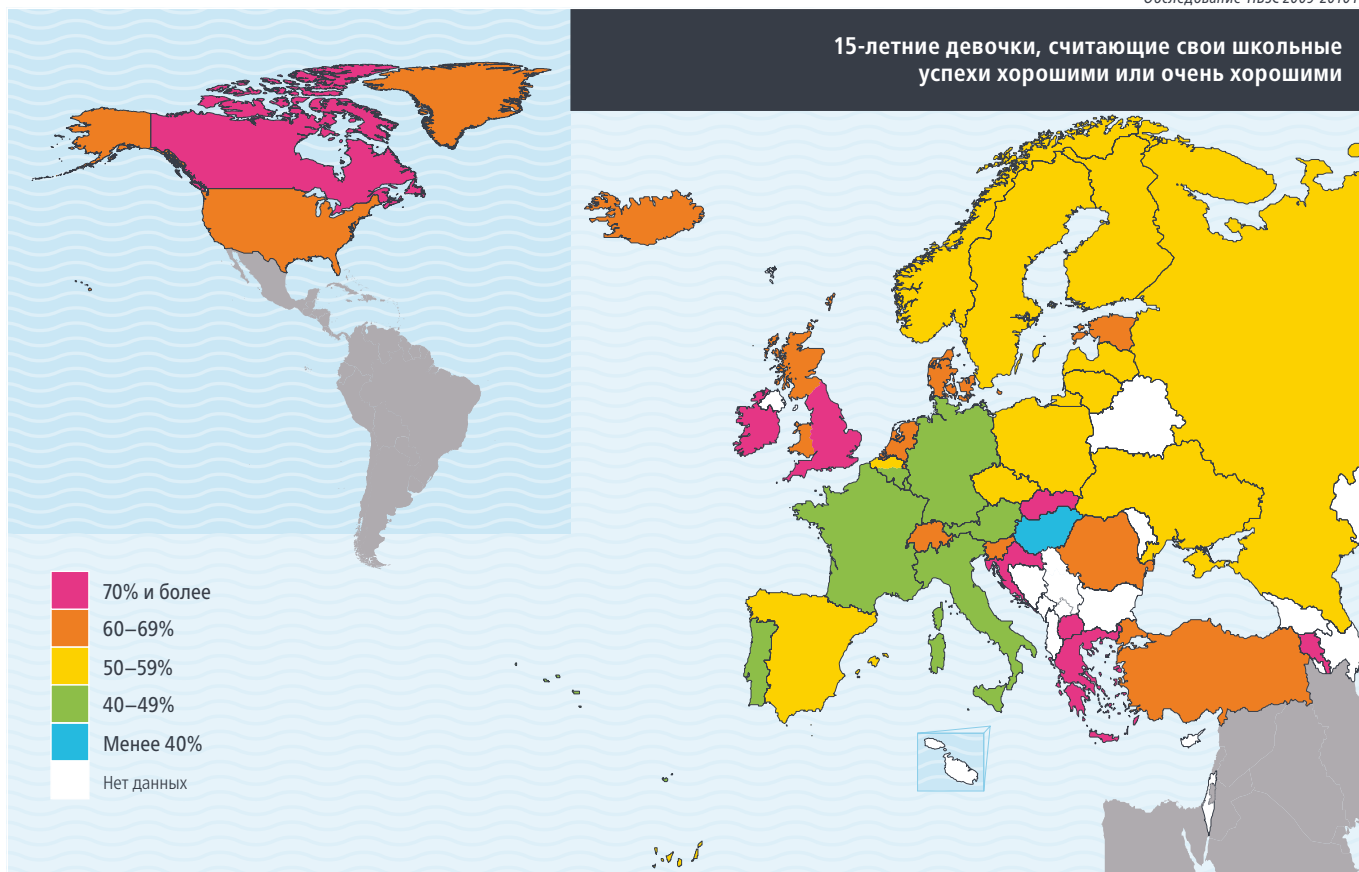 15-летние девочки, считающие свои школьные
успехи хорошими или очень хорошими
70% и более
60–69%
50–59%
40–49%
Менее 40%
Нет данных